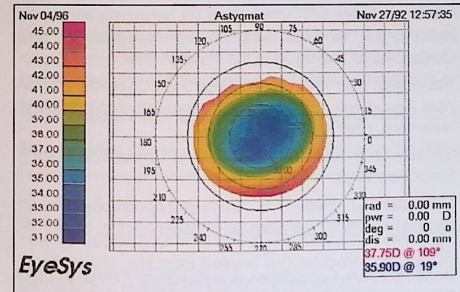 Nov 04/96 Astyqmat Nov 27/92 12:57:35
45.00
44.00
43.00
42.00
41.00
40.00
39.00
38.00
37.00
36.00
35.00
34.00
33.00
32.00
31.00
105 90 75
120 60
135 45
150
165 15
180 0
195 345
210 330
225
240 300
255 270 285
rad = 0.00 mm
pwr = 0.00 D
deg = 0 o
dis = 0.00 mm
37.75D @ 109°
35.90D @ 19°
EyeSys